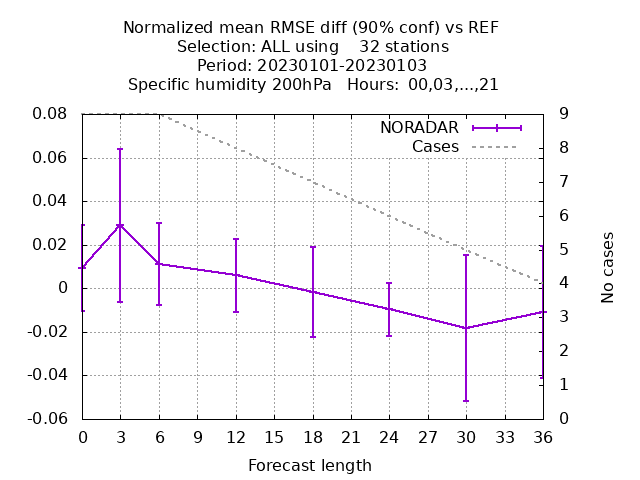 Normalized mean RMSE diff (90% conf) vs REF
Selection: ALL using    32 stations
Period: 20230101-20230103
Specific humidity 200hPa   Hours:  00,03,...,21
NORADAR
Cases
0.08
0.06
0.04
0.02
0
-0.02
-0.04
-0.06
9
8
7
6
5
4
3
2
1
0
No cases
0 3 6 9 12 15 18 21 24 27 30 33 36
Forecast length